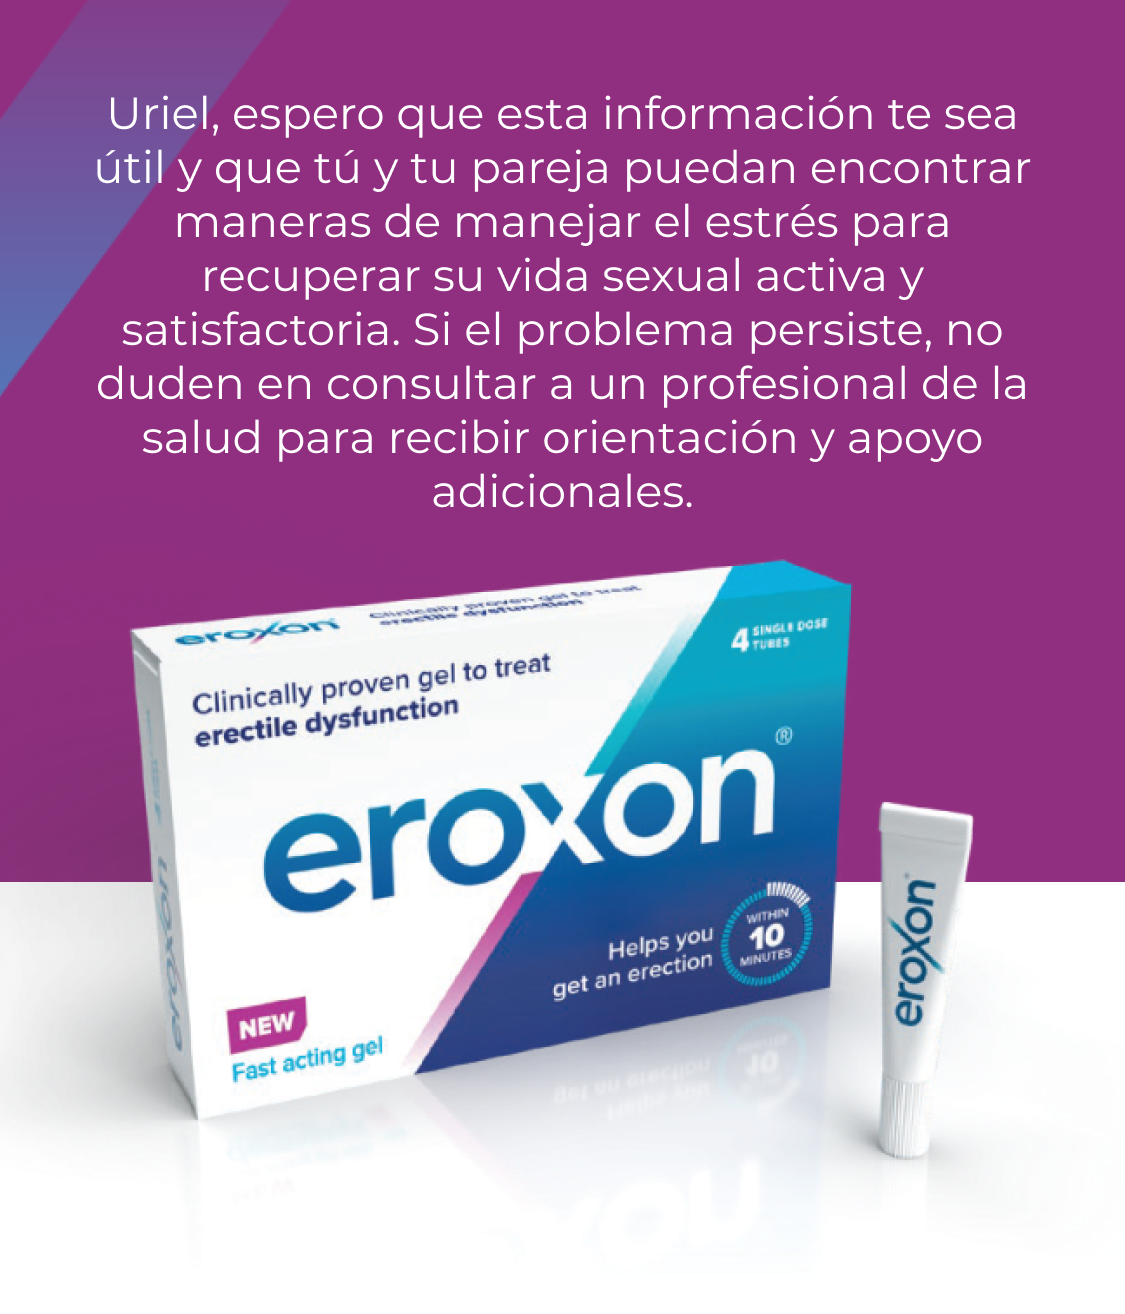 Uriel, espero que esta información te sea
útil y que tú y tu pareja puedan encontrar
maneras de manejar el estrés para
recuperar su vida sexual activa y
satisfactoria. Si el problema persiste, no
duden en consultar a un profesional de la
salud para recibir orientación y apoyo
adicionales.
eroxon
Clinically proven gel to treat
erectile dysfunction
4 SINGLE DOSE
TUBES
Clinically proven gel to treat
erectile dysfunction
eroxon®
Helps you
get an erection
WITHIN
10
MINUTES
NEW
Fast acting gel
eroxon
eroxon